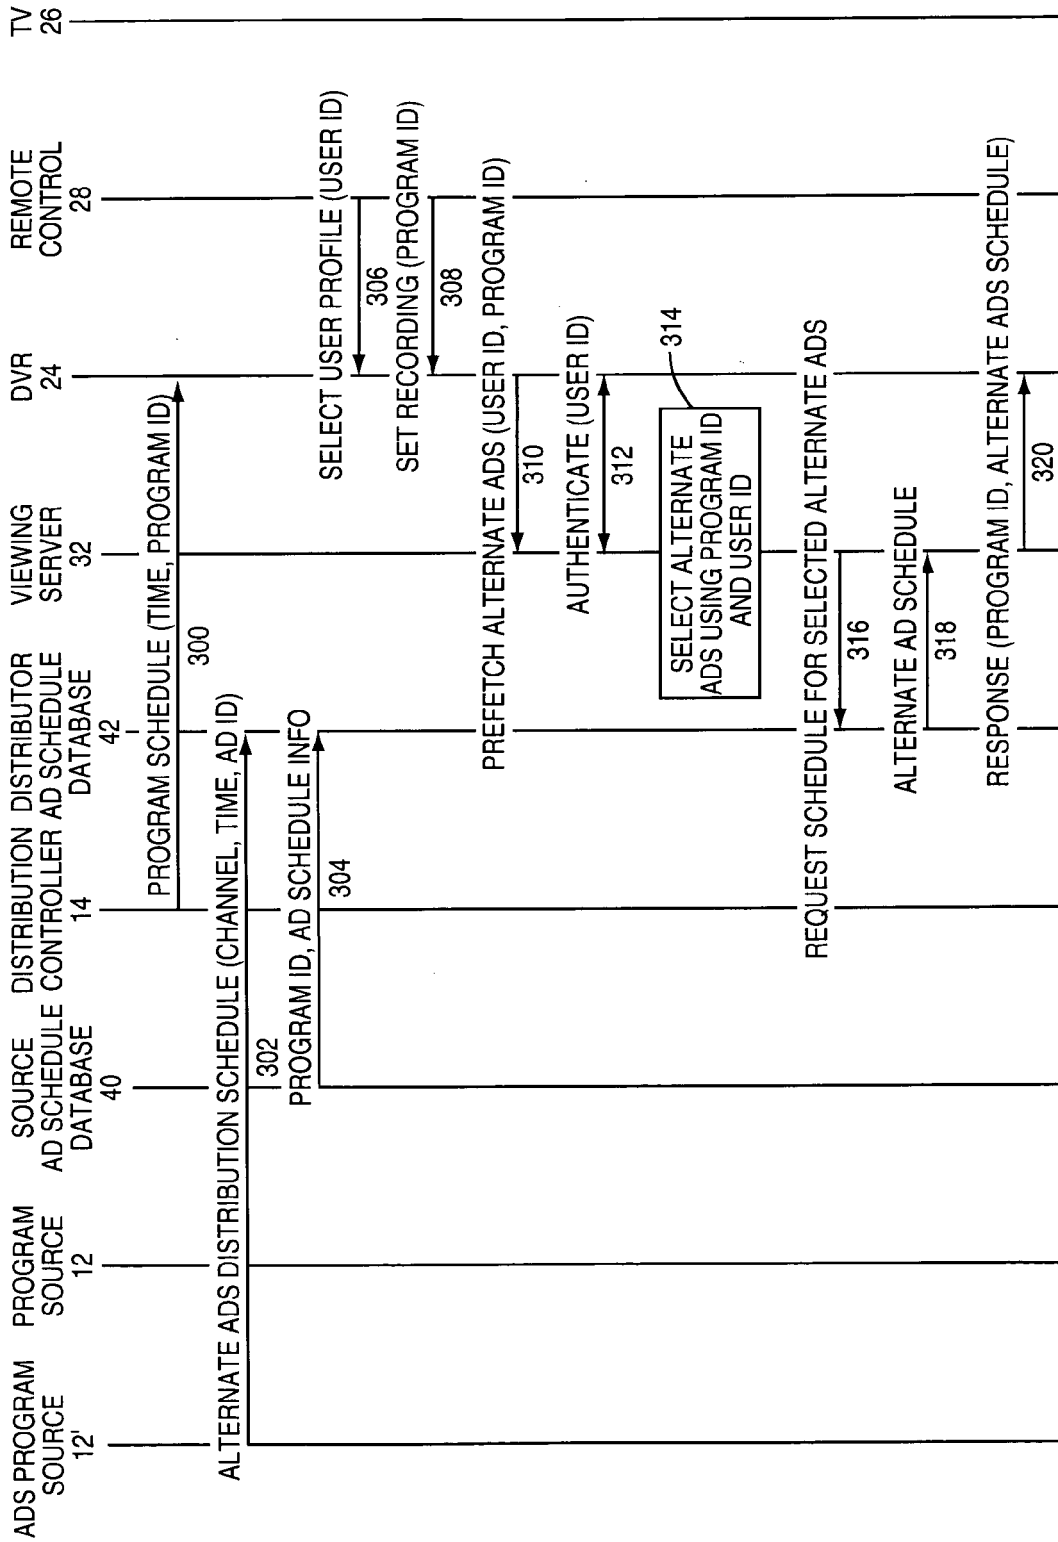 ADS PROGRAM
SOURCE
12'
PROGRAM
SOURCE
12
SOURCE
AD SCHEDULE
DATABASE
40
DISTRIBUTION
CONTROLLER
14
DISTRIBUTOR
AD SCHEDULE
DATABASE
42
VIEWING
SERVER
32
DVR
24
REMOTE
CONTROL
28
TV
26
PROGRAM SCHEDULE (TIME, PROGRAM ID)
300
ALTERNATE ADS DISTRIBUTION SCHEDULE (CHANNEL, TIME, AD ID)
302
PROGRAM ID, AD SCHEDULE INFO
304
SELECT USER PROFILE (USER ID)
306
SET RECORDING (PROGRAM ID)
308
PREFETCH ALTERNATE ADS (USER ID, PROGRAM ID)
310
AUTHENTICATE (USER ID)
312
314
SELECT ALTERNATE
ADS USING PROGRAM ID
AND USER ID
REQUEST SCHEDULE FOR SELECTED ALTERNATE ADS
316
ALTERNATE AD SCHEDULE
318
RESPONSE (PROGRAM ID, ALTERNATE ADS SCHEDULE)
320